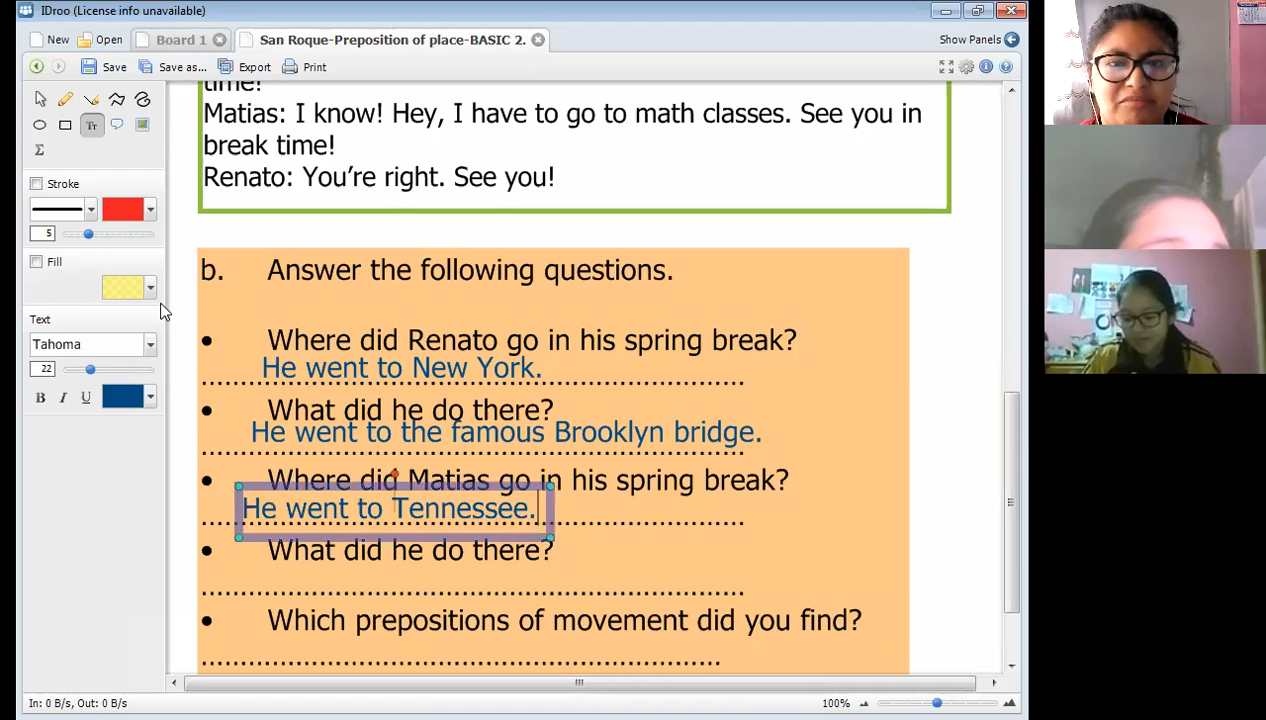 IDroo (License info unavailable)
New Open Board 1 San Roque-Preposition of place-BASIC 2. Show Panels
Save Save as... Export Print
time!
Matias: I know! Hey, I have to go to math classes. See you in
break time!
Renato: You're right. See you!
Tr
Σ
Stroke
5
Fill
Text
Tahoma
22
B I U
b. Answer the following questions.
• Where did Renato go in his spring break?
He went to New York.
• What did he do there?
He went to the famous Brooklyn bridge.
• Where did Matias go in his spring break?
He went to Tennessee.
• What did he do there?
• Which prepositions of movement did you find?
In: 0 B/s, Out: 0 B/s 100%